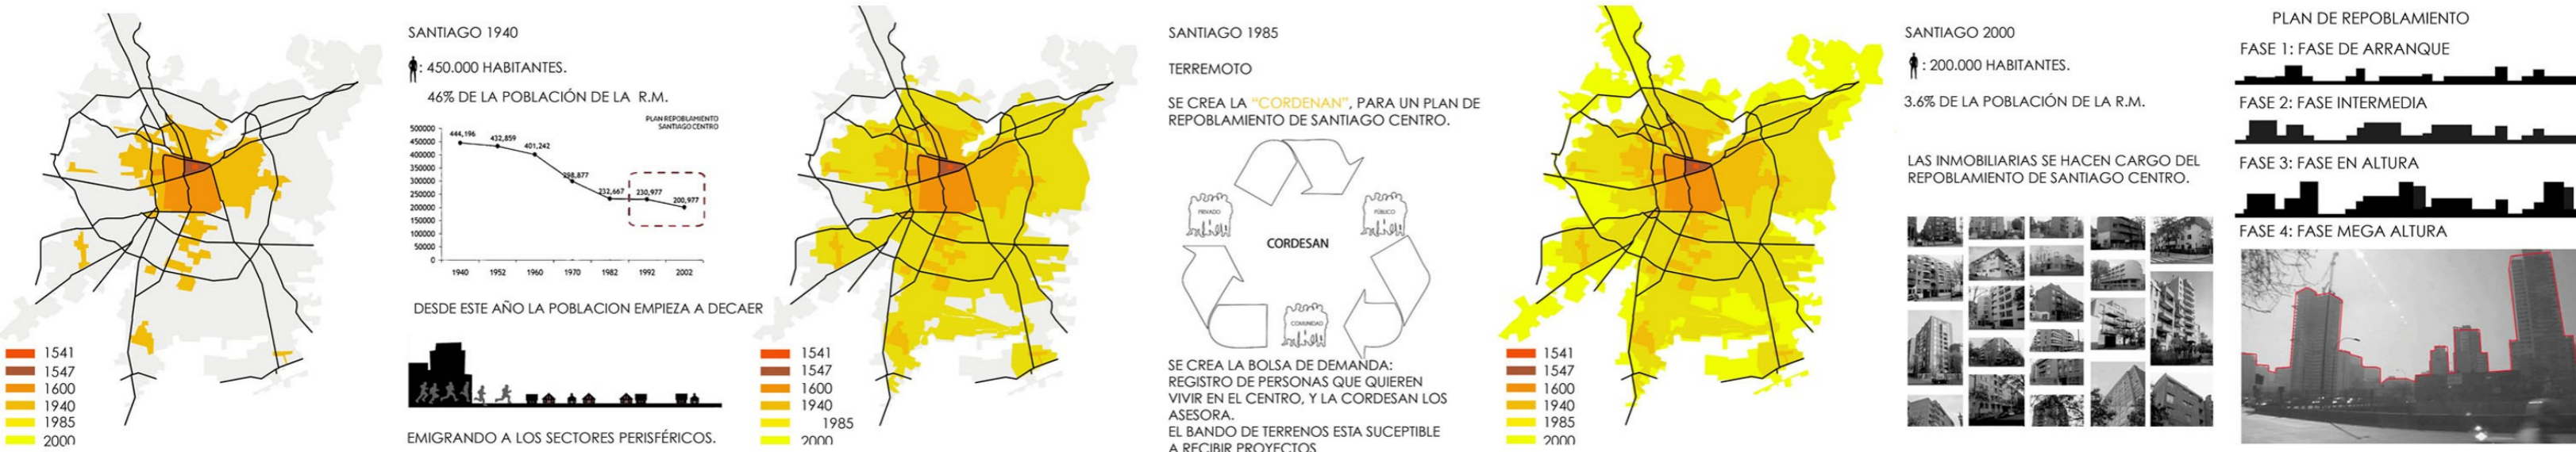 1541
1547
1600
1940
1985
2000
SANTIAGO 1940
: 450.000 HABITANTES.
46% DE LA POBLACIÓN DE LA R.M.
PLAN REPOBLAMIENTO
SANTIAGO CENTRO
500000
450000
400000
350000
300000
250000
200000
150000
100000
50000
0
444,196
432,859
401,242
298,877
232,667
230,977
200,977
1940
1952
1960
1970
1982
1992
2002
DESDE ESTE AÑO LA POBLACION EMPIEZA A DECAER
EMIGRANDO A LOS SECTORES PERISFÉRICOS.
1541
1547
1600
1940
1985
2000
SANTIAGO 1985
TERREMOTO
SE CREA LA "CORDENAN", PARA UN PLAN DE
REPOBLAMIENTO DE SANTIAGO CENTRO.
PRIVADO
PÚBLICO
CORDESAN
COMUNIDAD
SE CREA LA BOLSA DE DEMANDA:
REGISTRO DE PERSONAS QUE QUIEREN
VIVIR EN EL CENTRO, Y LA CORDESAN LOS
ASESORA.
EL BANDO DE TERRENOS ESTA SUCEPTIBLE
A RECIBIR PROYECTOS
1541
1547
1600
1940
1985
2000
SANTIAGO 2000
: 200.000 HABITANTES.
3.6% DE LA POBLACIÓN DE LA R.M.
LAS INMOBILIARIAS SE HACEN CARGO DEL
REPOBLAMIENTO DE SANTIAGO CENTRO.
PLAN DE REPOBLAMIENTO
FASE 1: FASE DE ARRANQUE
FASE 2: FASE INTERMEDIA
FASE 3: FASE EN ALTURA
FASE 4: FASE MEGA ALTURA